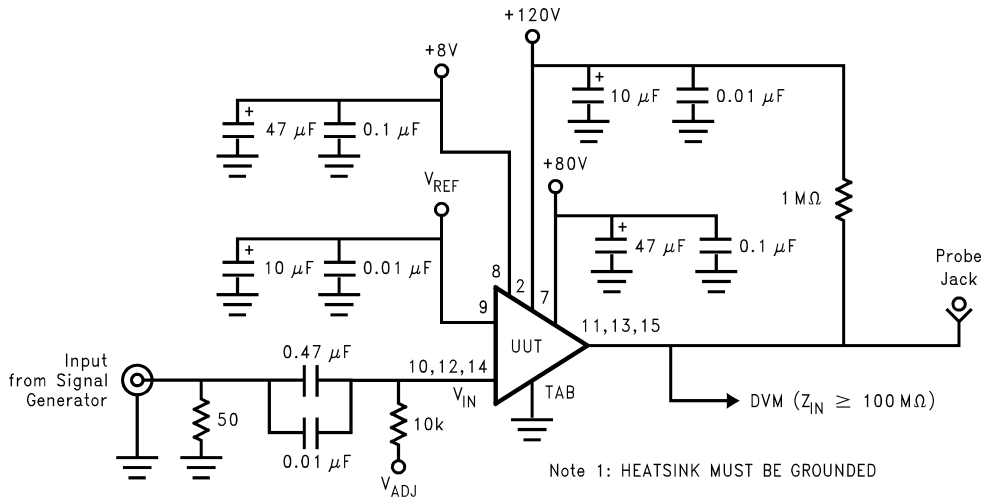 +120V
+8V
+
10 μF
0.01 μF
+
47 μF
0.1 μF
+80V
VREF
1 MΩ
+
47 μF
0.1 μF
+
10 μF
0.01 μF
8
2
7
9
Probe
Jack
11,13,15
UUT
Input
from Signal
Generator
0.47 μF
10,12,14
VIN
TAB
50
10k
DVM (ZIN ≥ 100 MΩ)
0.01 μF
VADJ
Note 1: HEATSINK MUST BE GROUNDED